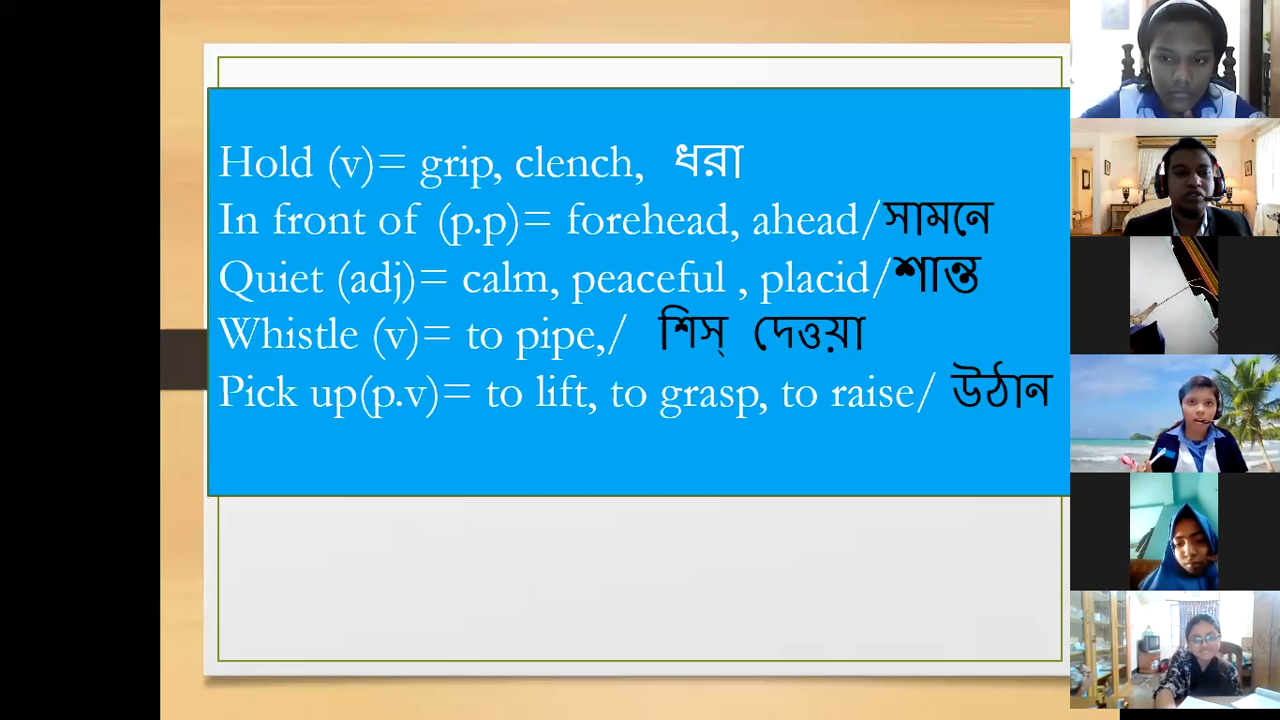 Hold (v)= grip, clench, ধরা
In front of (p.p)= forehead, ahead/সামনে
Quiet (adj)= calm, peaceful , placid/শান্ত
Whistle (v)= to pipe,/ শিস্ দেত্তয়া
Pick up(p.v)= to lift, to grasp, to raise/ উঠান